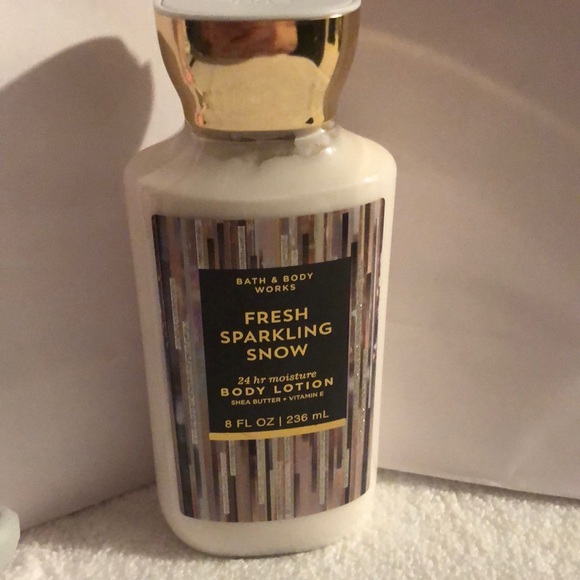 BATH & BODY
WORKS
FRESH
SPARKLING
SNOW
24 hr moisture
BODY LOTION
SHEA BUTTER + VITAMIN E
8 FL OZ | 236 mL